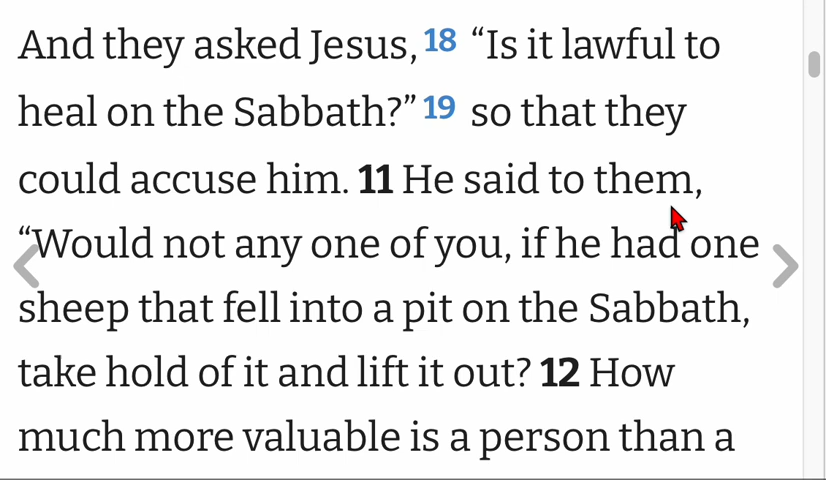 And they asked Jesus,18 “Is it lawful to
heal on the Sabbath?”19 so that they
could accuse him. 11 He said to them,
“Would not any one of you, if he had one
sheep that fell into a pit on the Sabbath,
take hold of it and lift it out? 12 How
much more valuable is a person than a